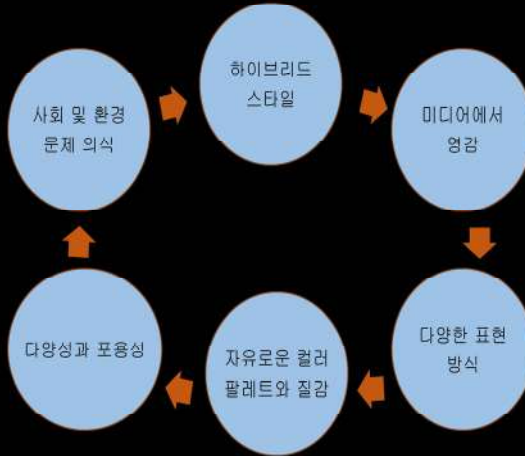 하이브리드
스타일
미디어에서
영감
다양한 표현
방식
자유로운 컬러
팔레트와 질감
다양성과 포용성
사회 및 환경
문제 의식